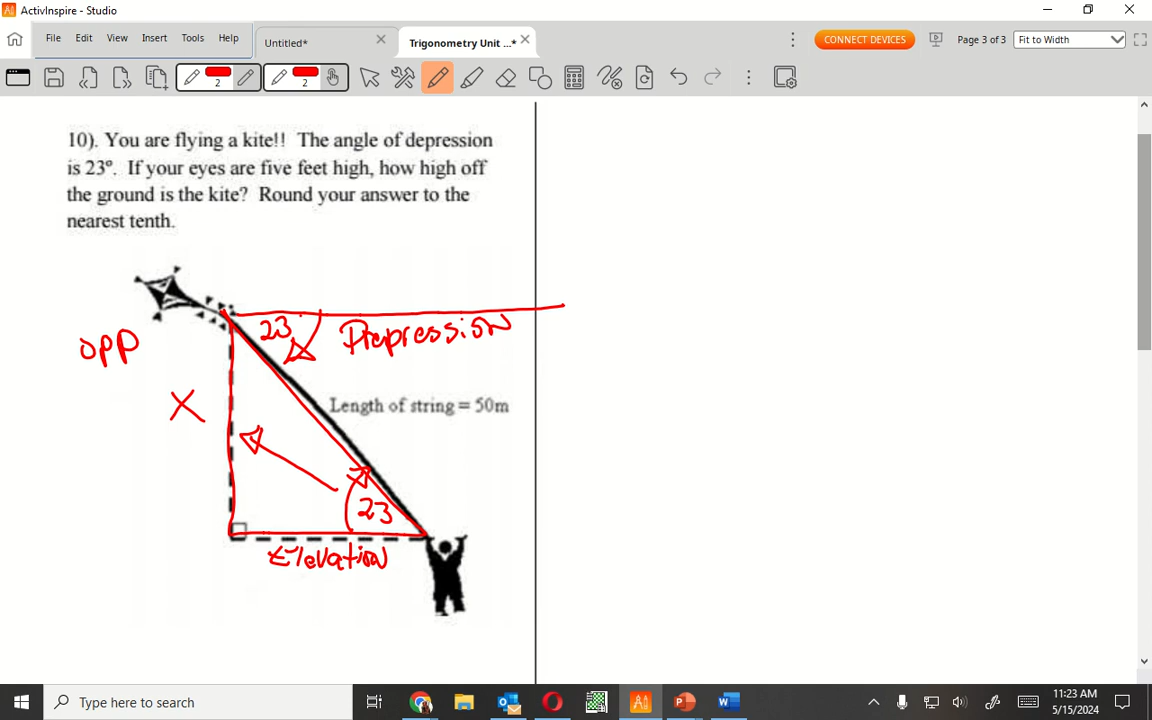 ActivInspire - Studio
File Edit View Insert Tools Help
Untitled*
Trigonometry Unit ...*
CONNECT DEVICES
Page 3 of 3
Fit to Width
2
2
10). You are flying a kite!! The angle of depression
is 23º. If your eyes are five feet high, how high off
the ground is the kite? Round your answer to the
nearest tenth.
23
Depression
opp
X
Length of string = 50m
23
Elevation
Type here to search
11:23 AM
5/15/2024